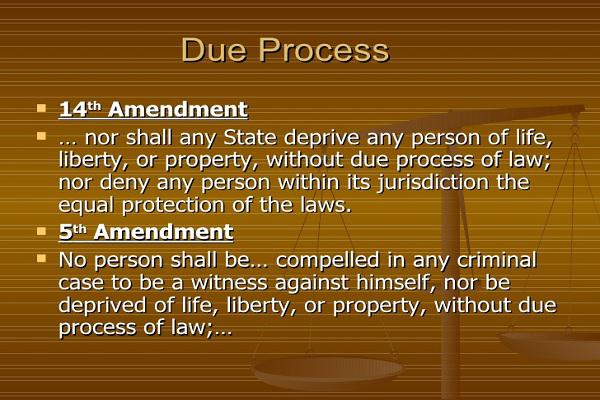 Due Process
14th Amendment
… nor shall any State deprive any person of life,
liberty, or property, without due process of law;
nor deny any person within its jurisdiction the
equal protection of the laws.
5th Amendment
No person shall be… compelled in any criminal
case to be a witness against himself, nor be
deprived of life, liberty, or property, without due
process of law;…